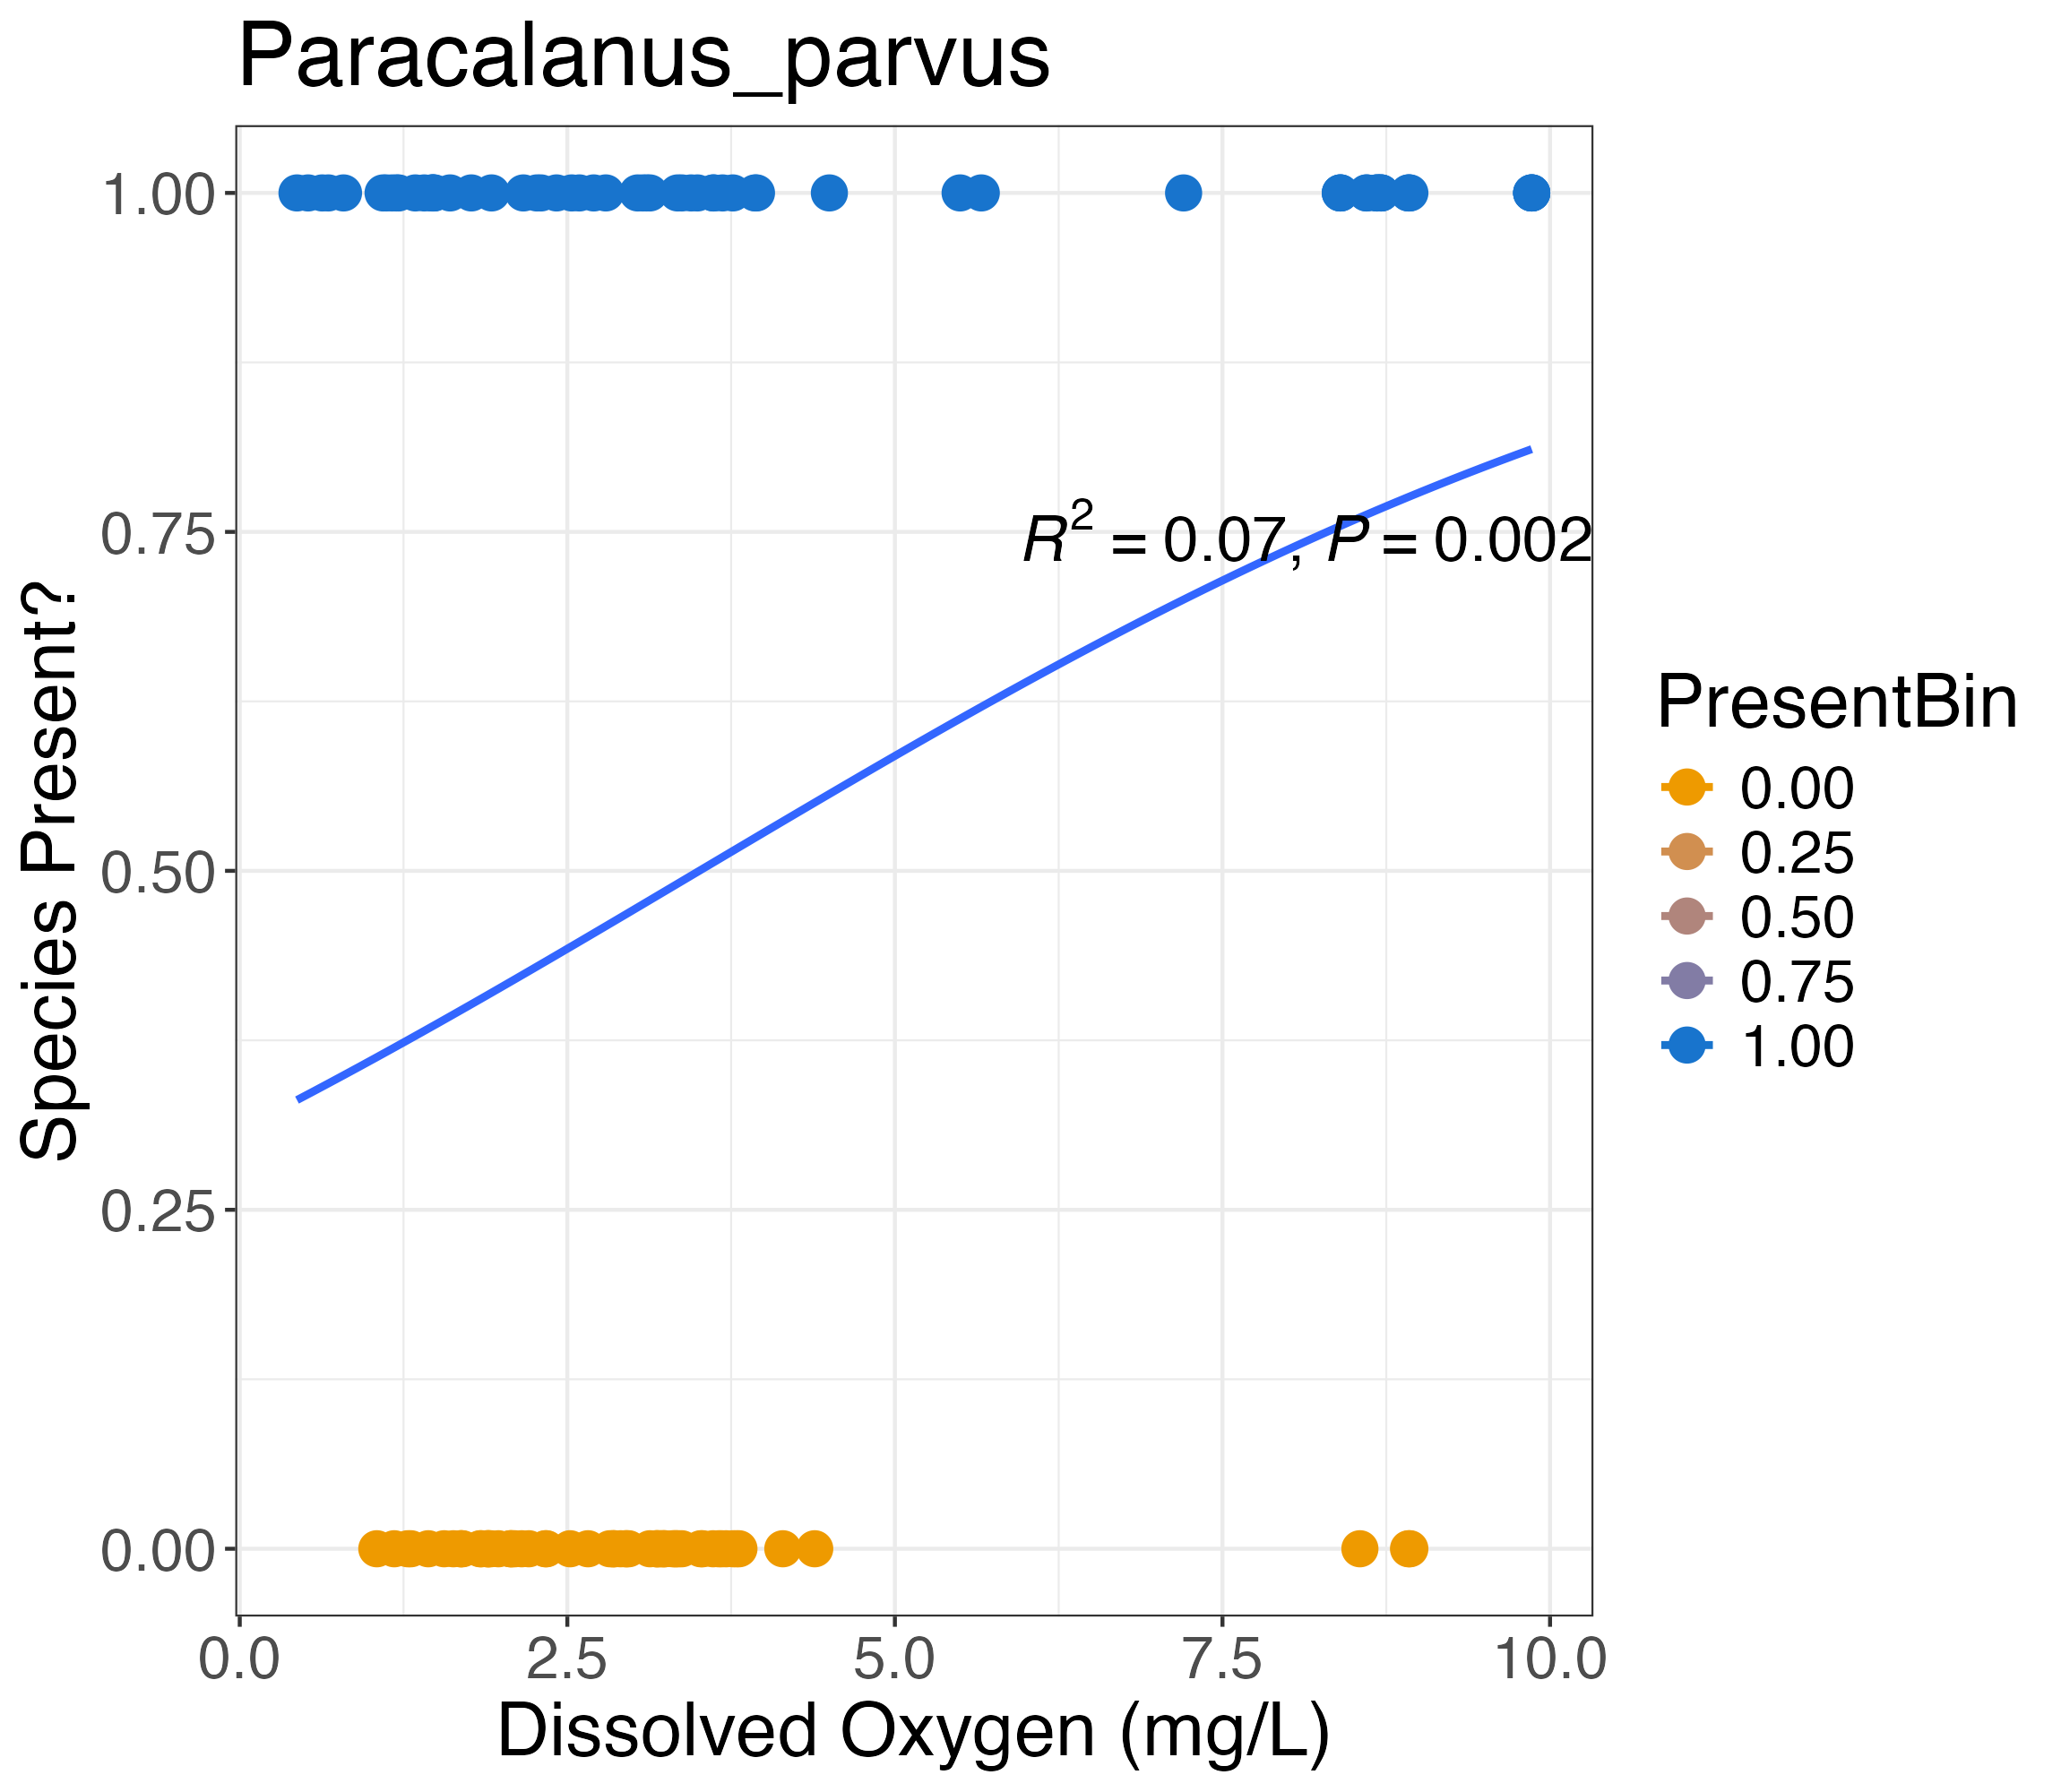 Paracalanus_parvus
1.00
0.75
0.50
0.25
0.00
Species Present?
R² = 0.07, P = 0.002
0.0 2.5 5.0 7.5 10.0
Dissolved Oxygen (mg/L)
PresentBin
0.00
0.25
0.50
0.75
1.00